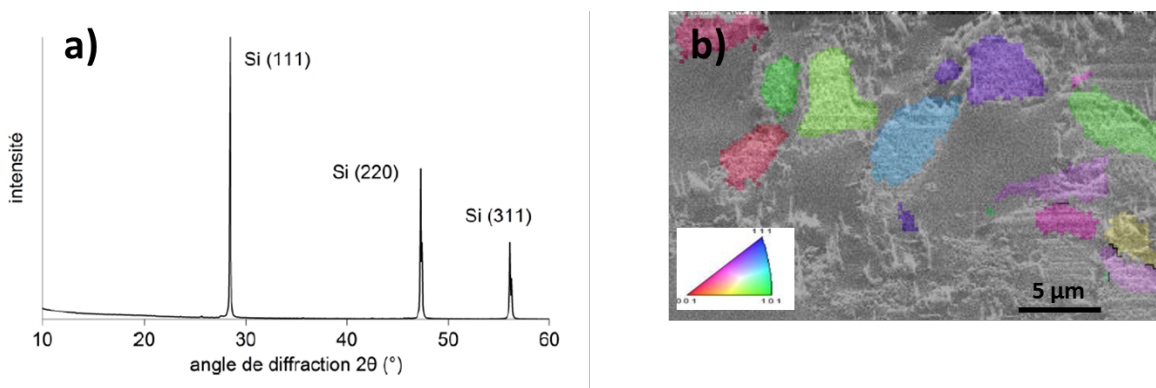 a)
Si (111)
Si (220)
Si (311)
intensité
10
20
30
40
50
60
angle de diffraction 2θ (°)
b)
111
001
101
5 µm